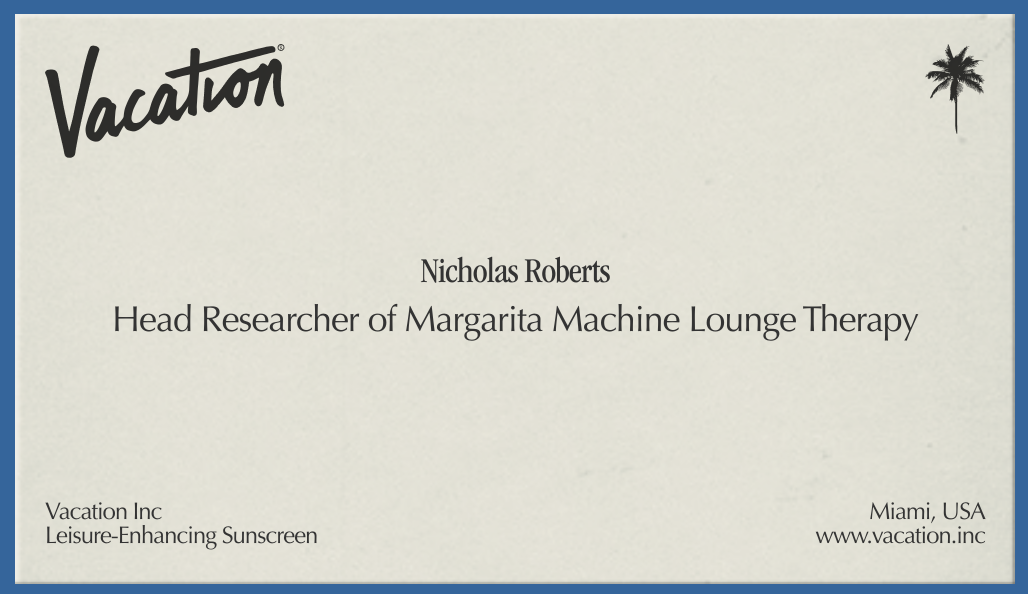 Vacation®
Nicholas Roberts
Head Researcher of Margarita Machine Lounge Therapy
Vacation Inc
Leisure-Enhancing Sunscreen
Miami, USA
www.vacation.inc